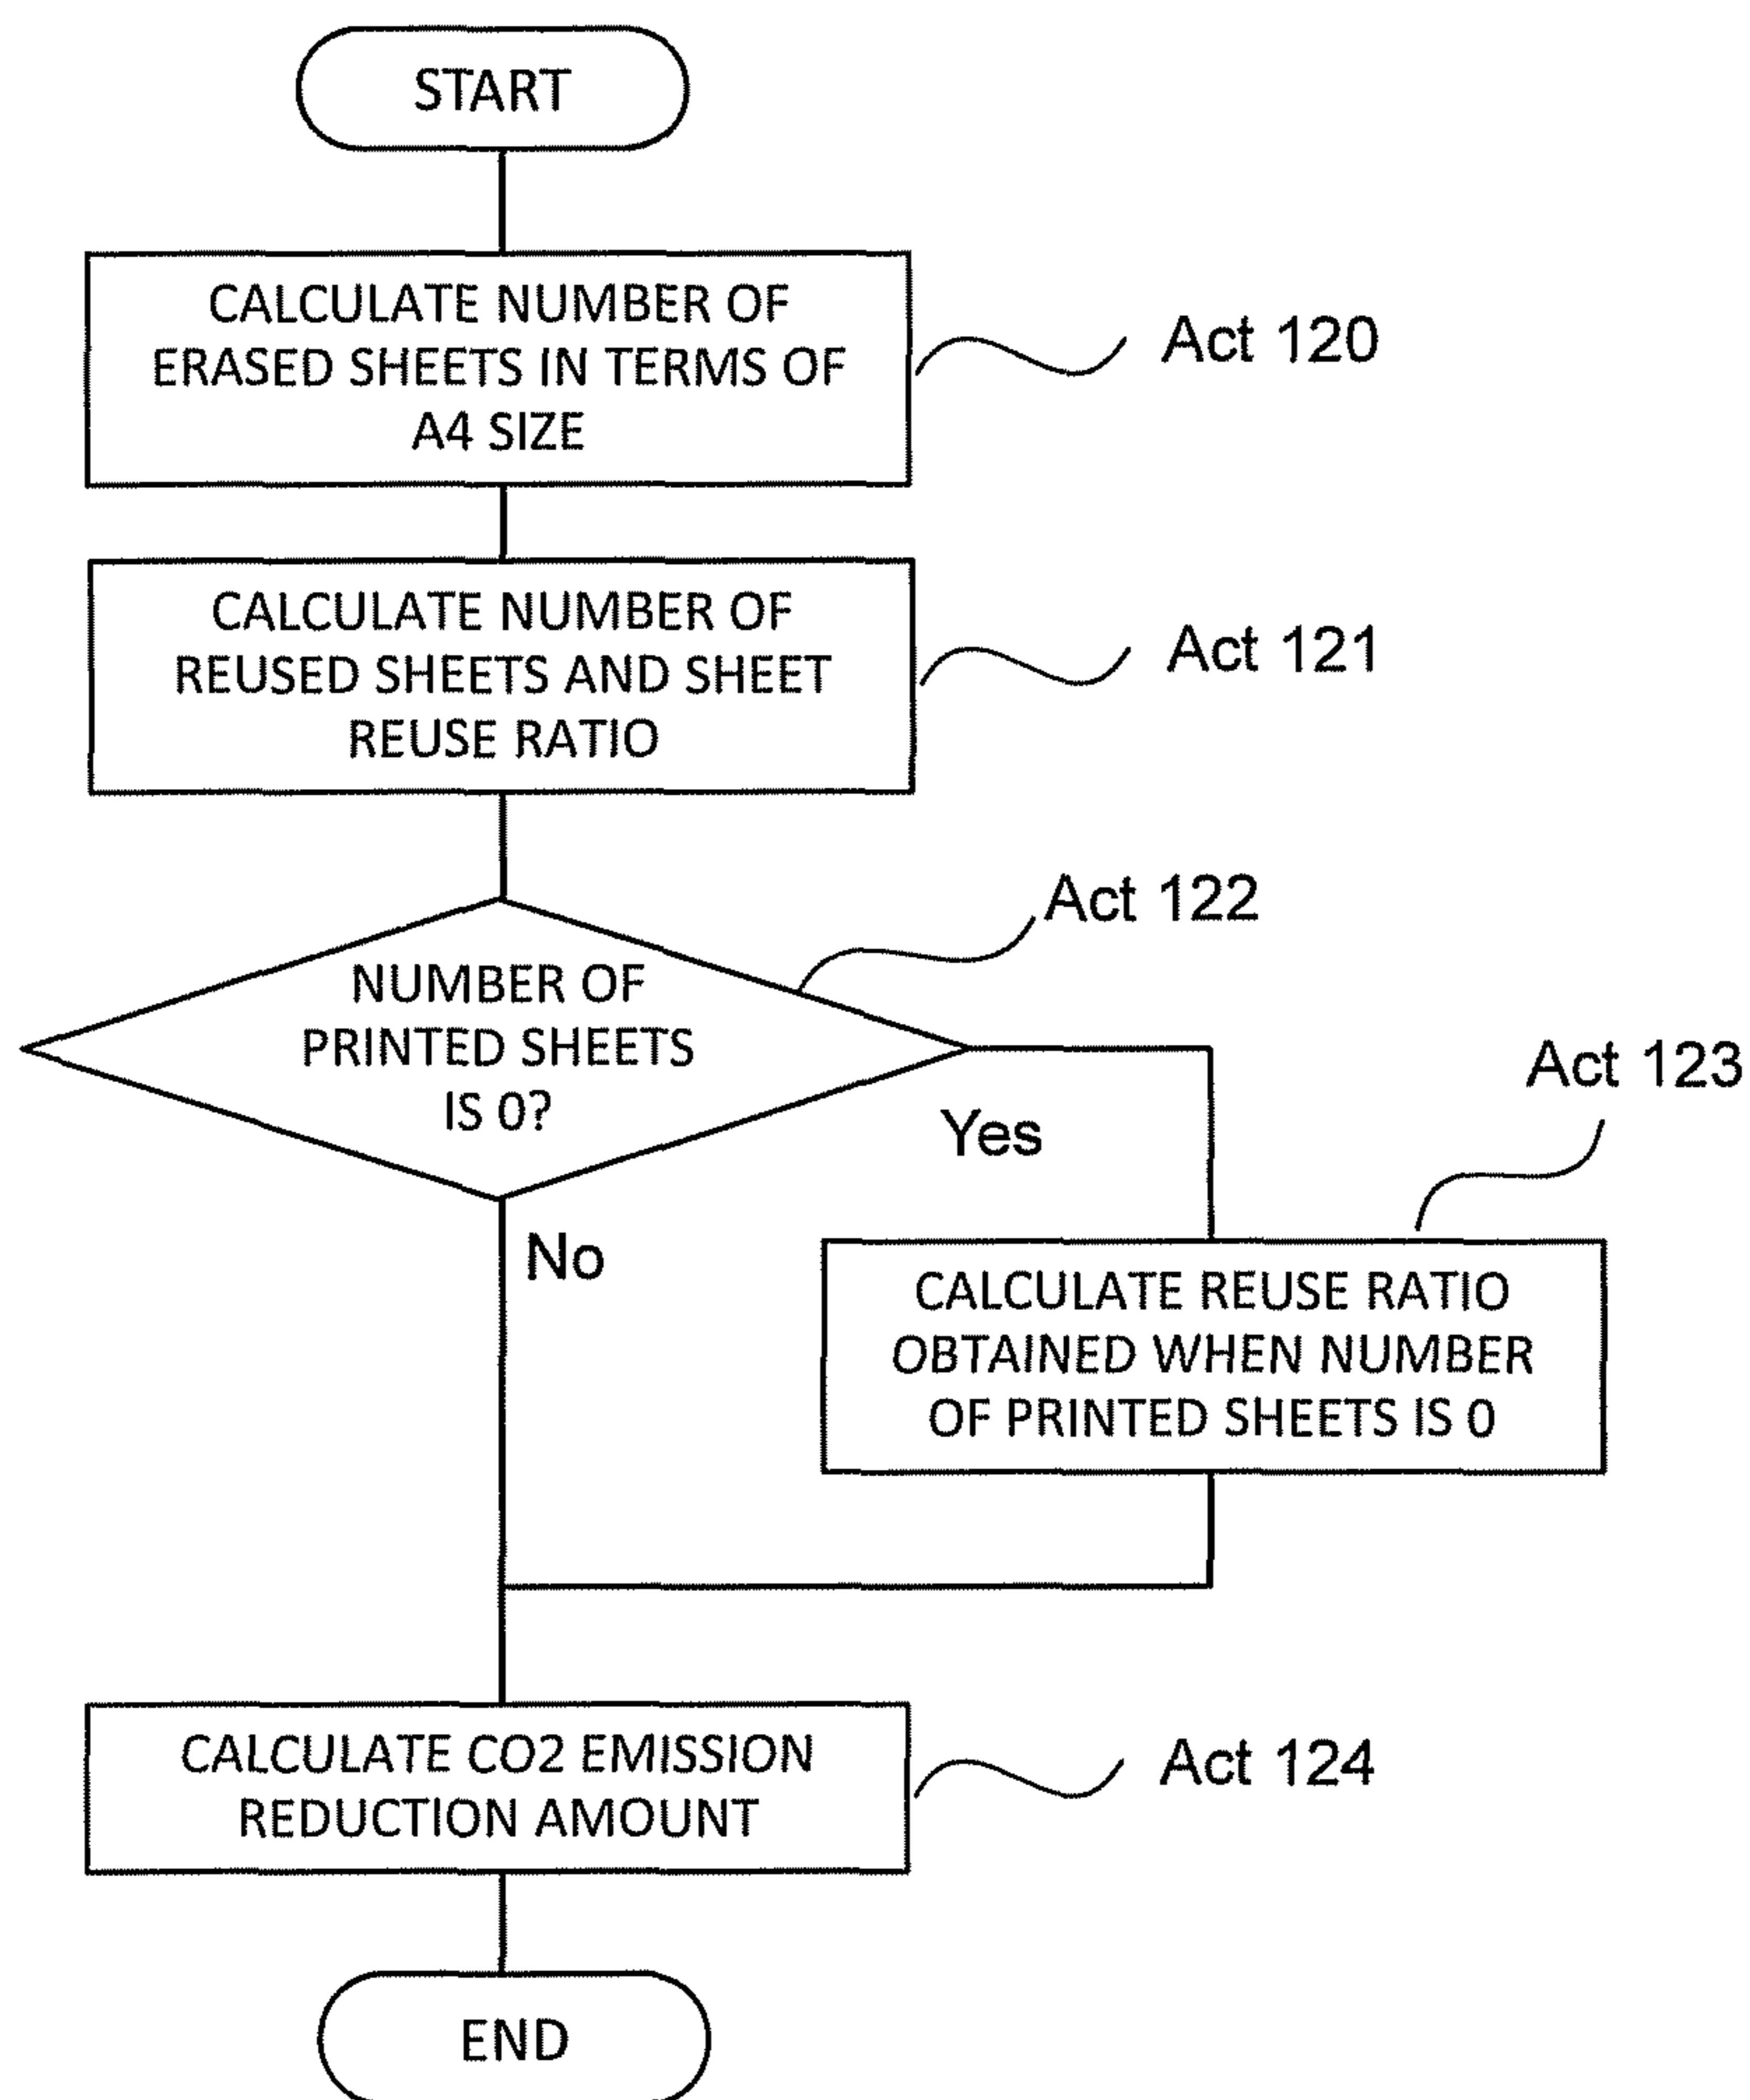 START
CALCULATE NUMBER OF
ERASED SHEETS IN TERMS OF
A4 SIZE
Act 120
CALCULATE NUMBER OF
REUSED SHEETS AND SHEET
REUSE RATIO
Act 121
Act 122
NUMBER OF
PRINTED SHEETS
IS 0?
Yes
No
Act 123
CALCULATE REUSE RATIO
OBTAINED WHEN NUMBER
OF PRINTED SHEETS IS 0
CALCULATE CO2 EMISSION
REDUCTION AMOUNT
Act 124
END